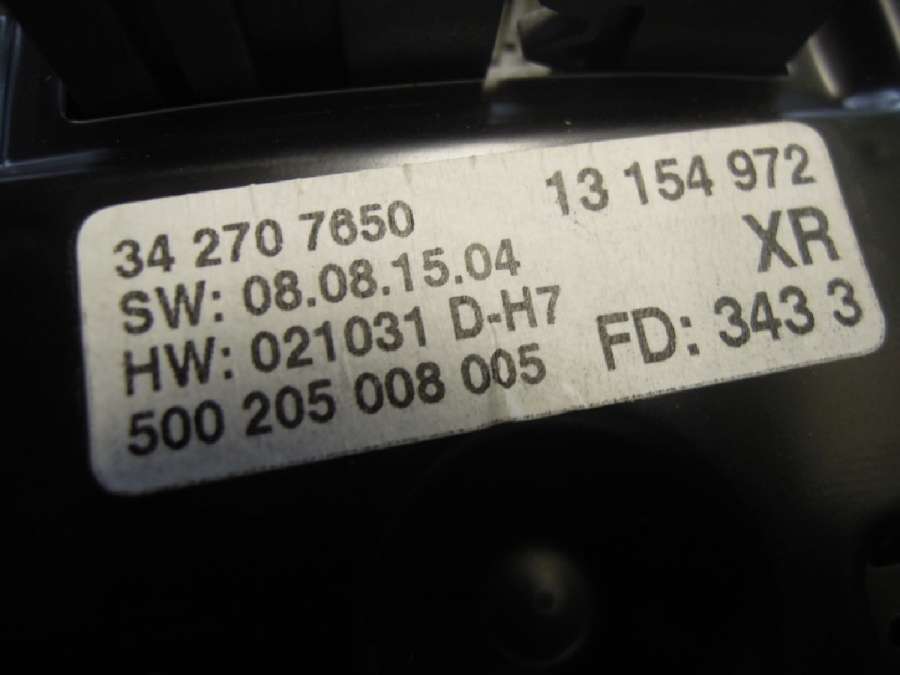 34 270 7650 13 154 972
SW: 08.08.15.04 XR
HW: 021031 D-H7 FD: 343 3
500 205 008 005